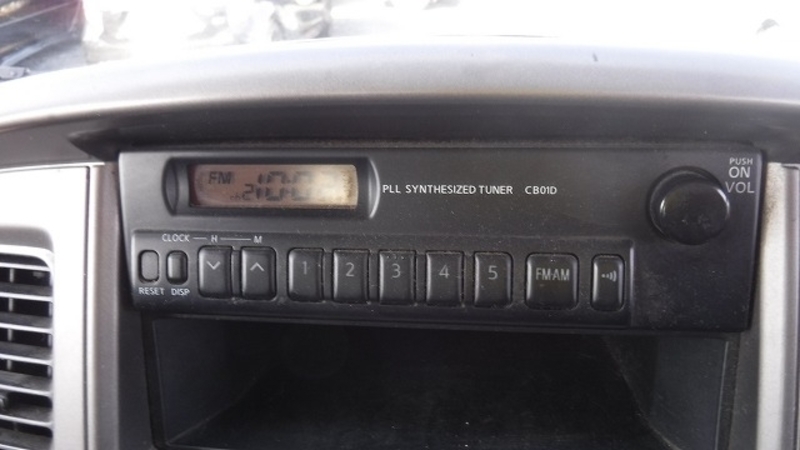 FM
PLL SYNTHESIZED TUNER CB01D
PUSH
ON
VOL
CLOCK H M
RESET DISP
1 2 3 4 5 FM·AM